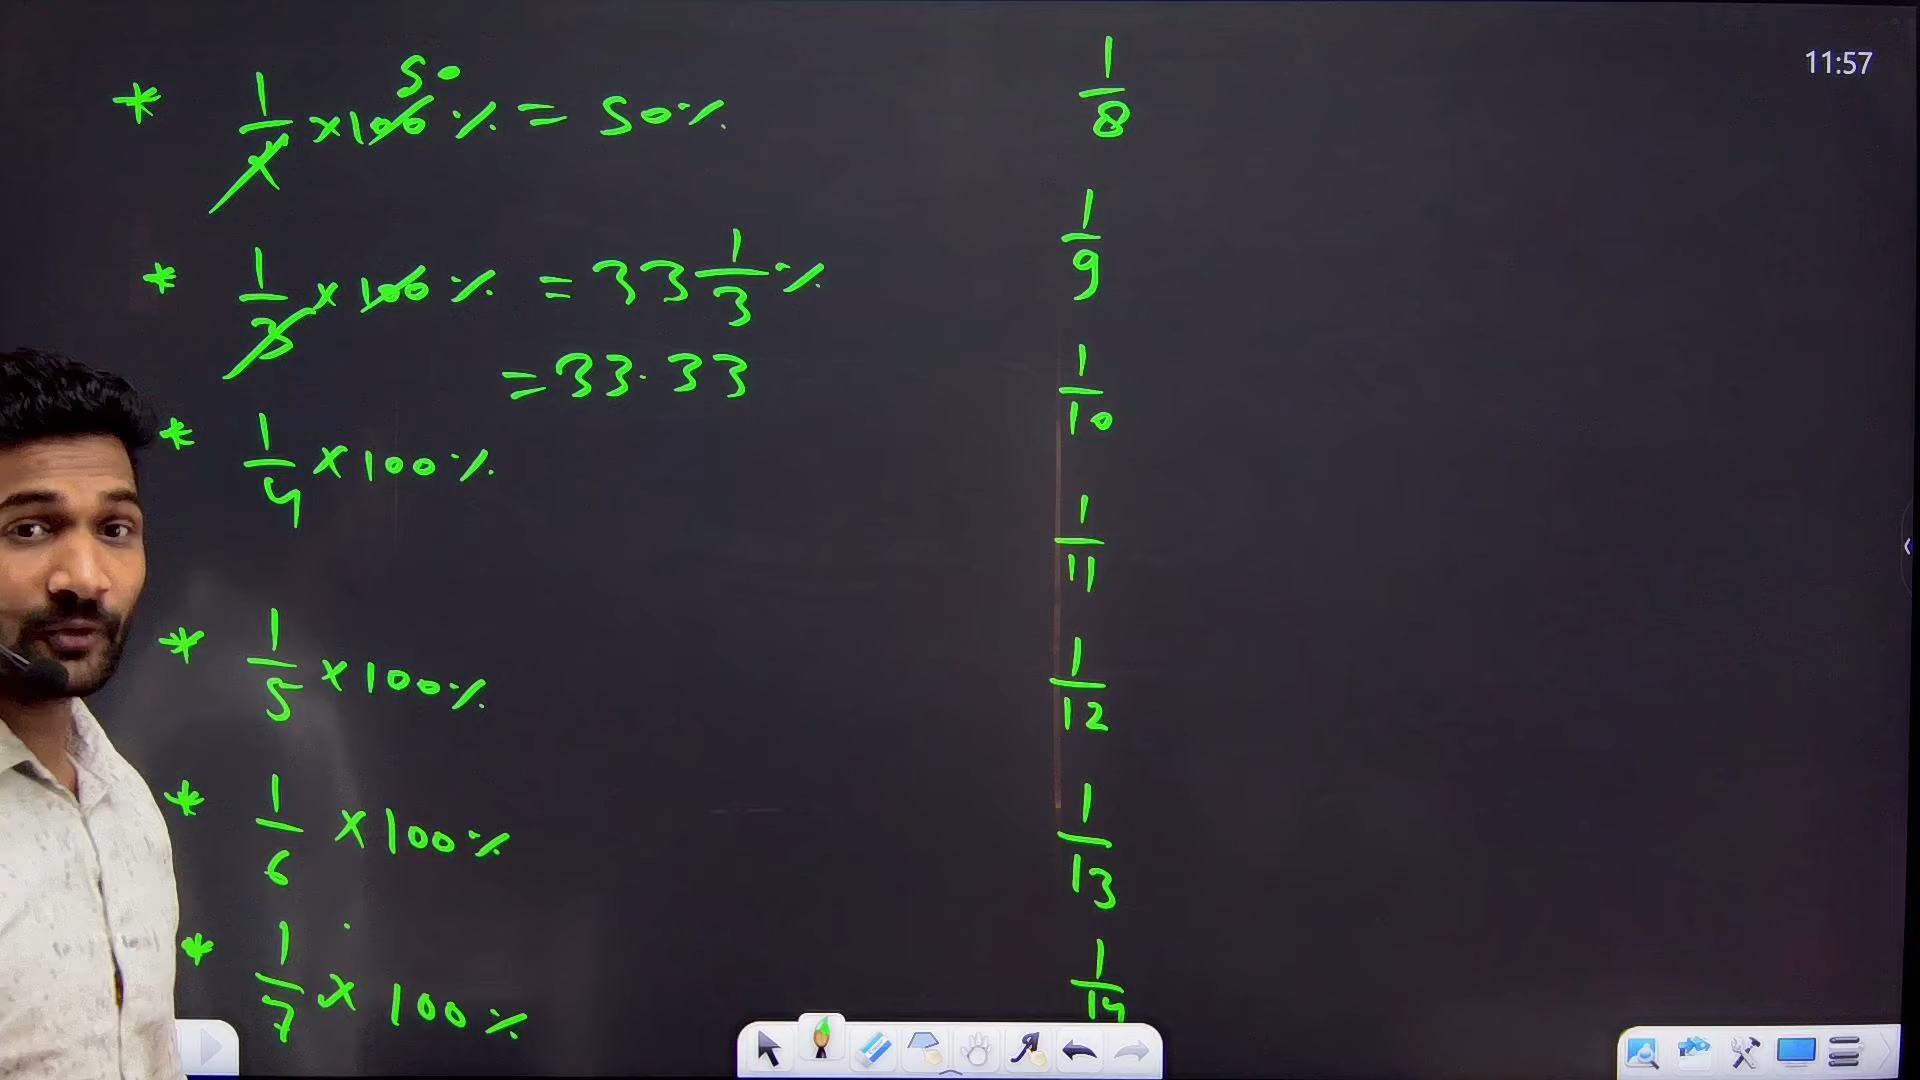 * 1/2 × 100 % = 50 %
50
* 1/3 × 100 % = 33 1/3 %
= 33.33
* 1/4 × 100 %
* 1/5 × 100 %
* 1/6 × 100 %
* 1/7 × 100 %
1/8
1/9
1/10
1/11
1/12
1/13
1/14
11:57